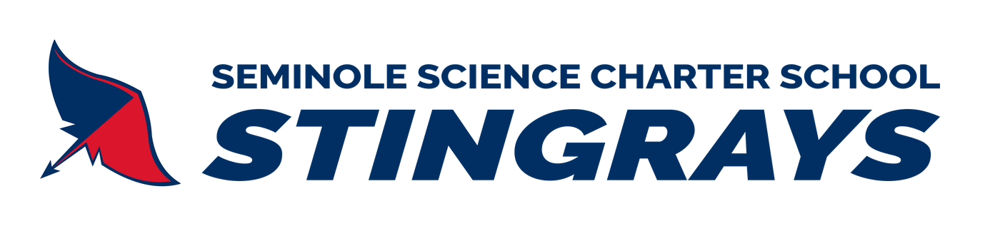 SEMINOLE SCIENCE CHARTER SCHOOL
STINGRAYS